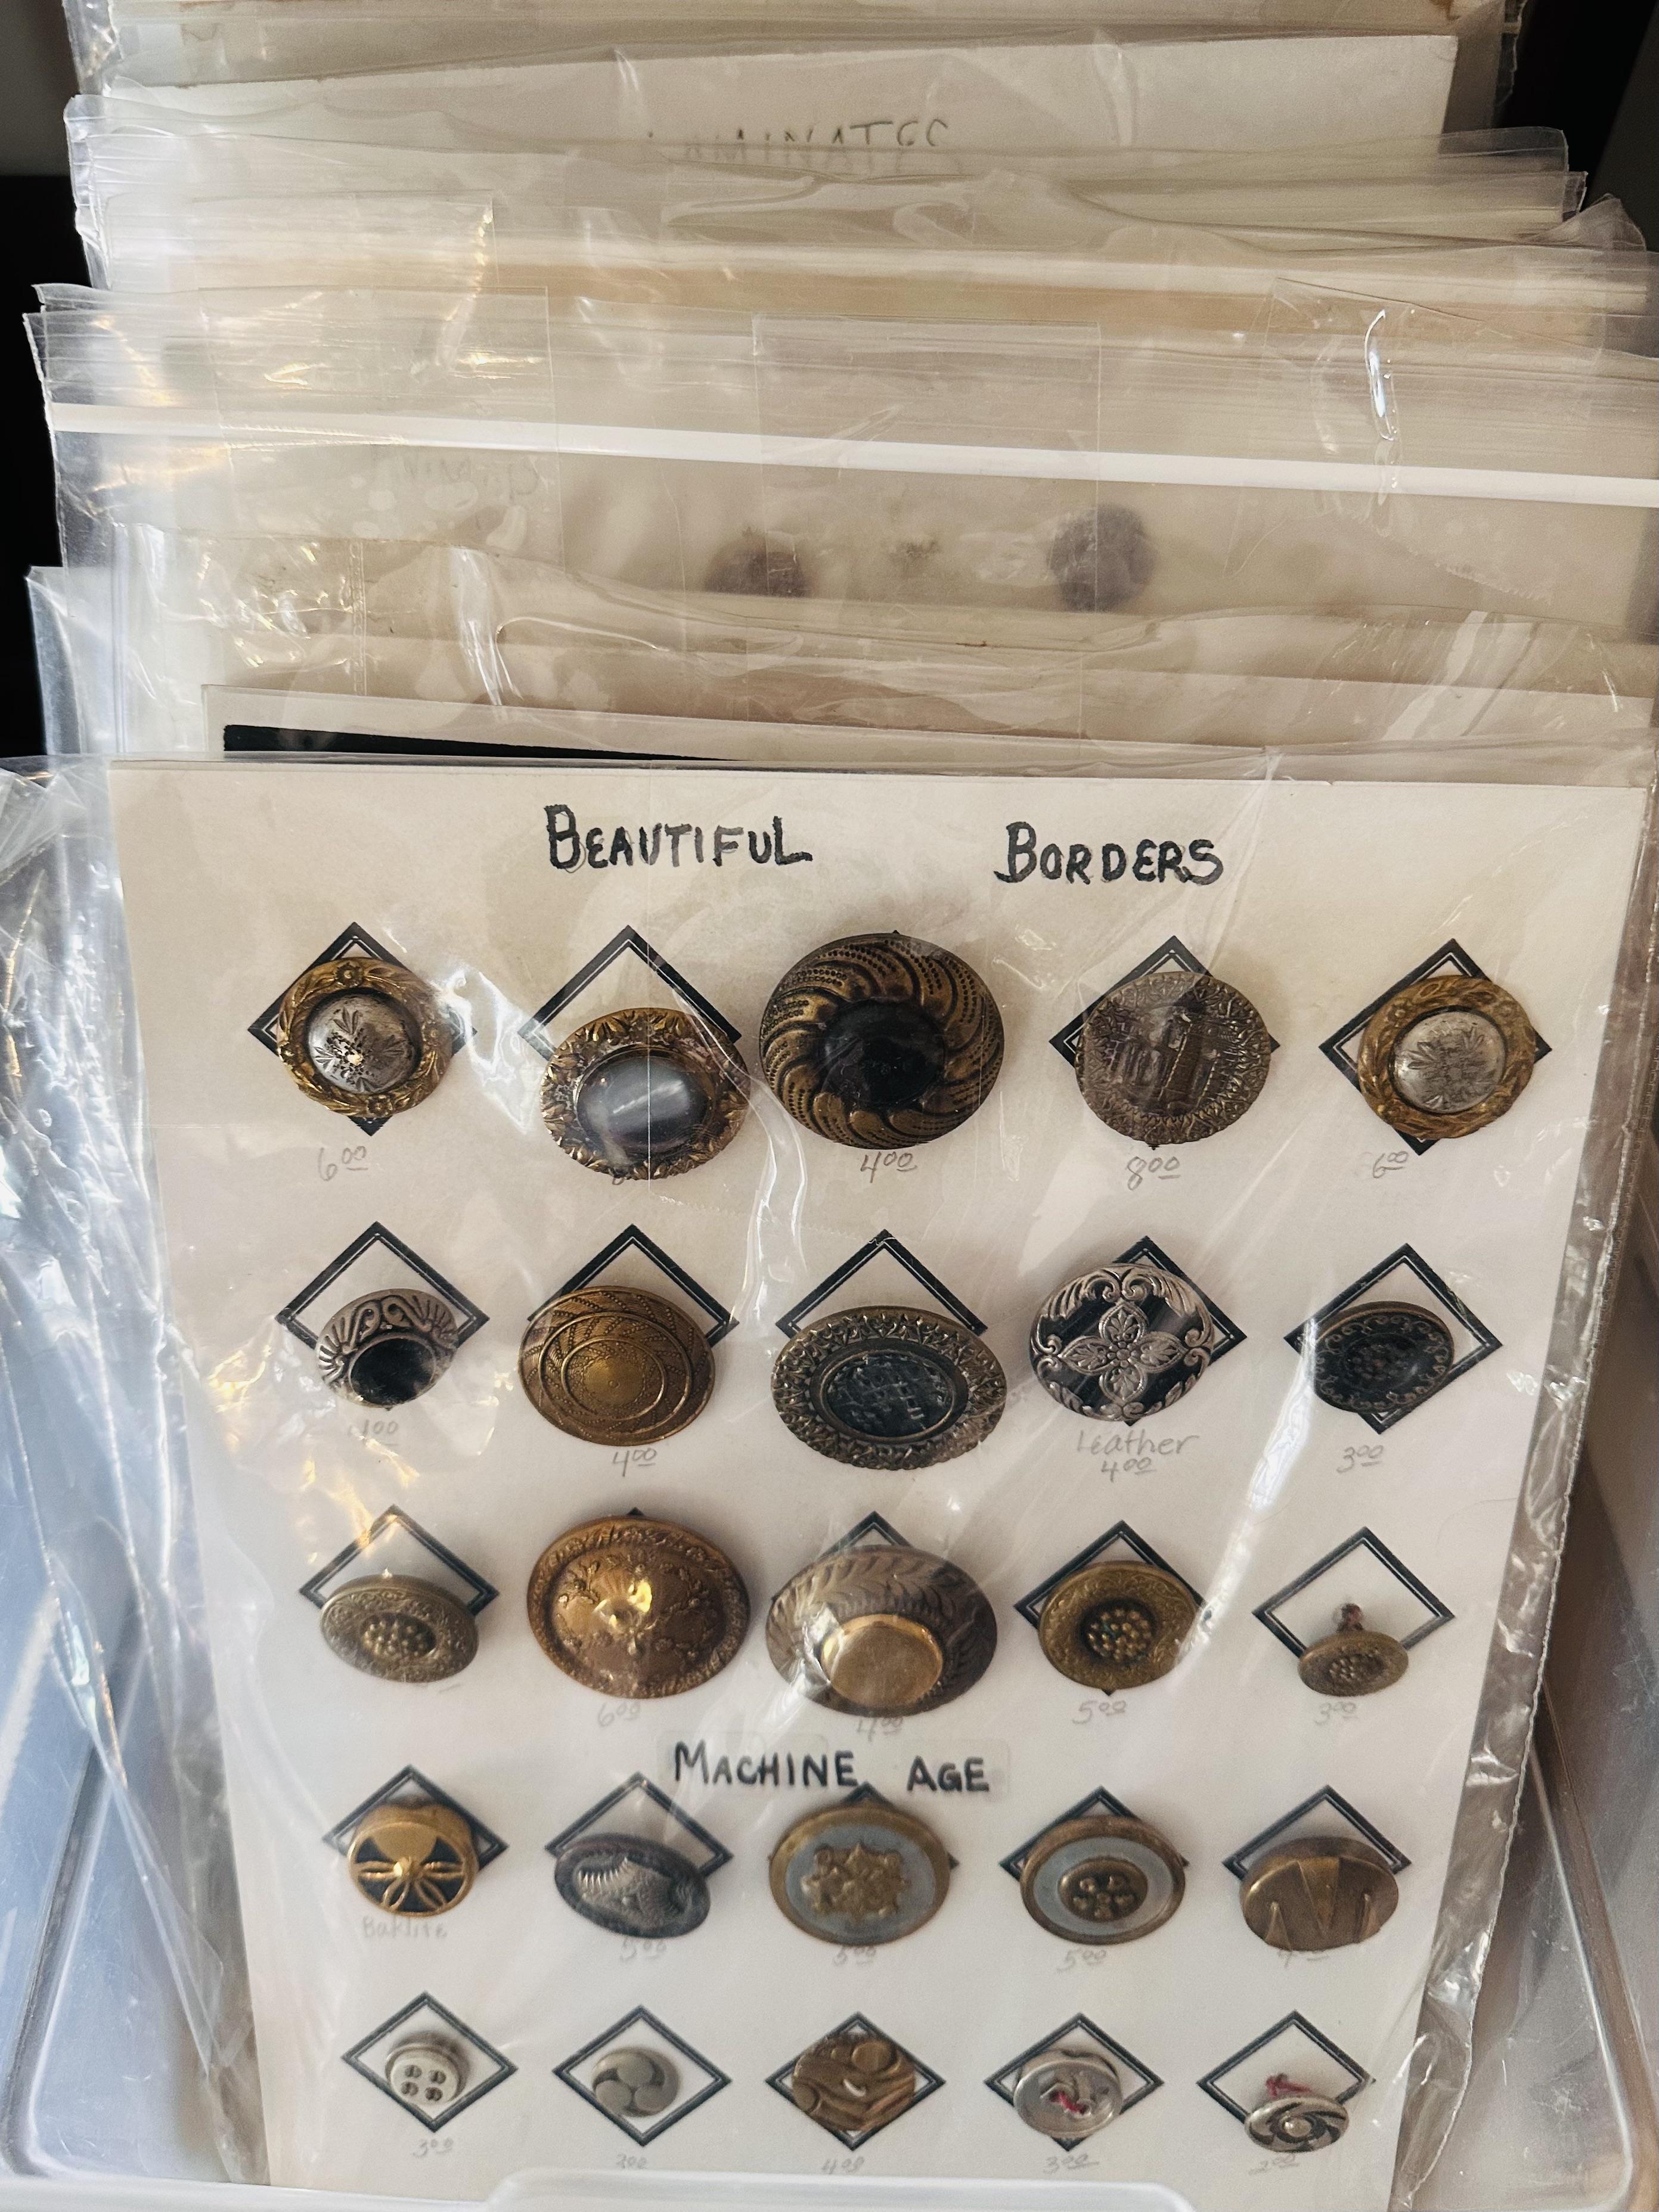 BEAUTIFUL BORDERS
6.00 4.00 8.00 6.00
4.00 Leather 3.00
4.00
6.00 4.00 5.00 3.00
MACHINE AGE
Baklite 5.00 5.00 5.00
3.00 3.00 4.00 3.00 2.00